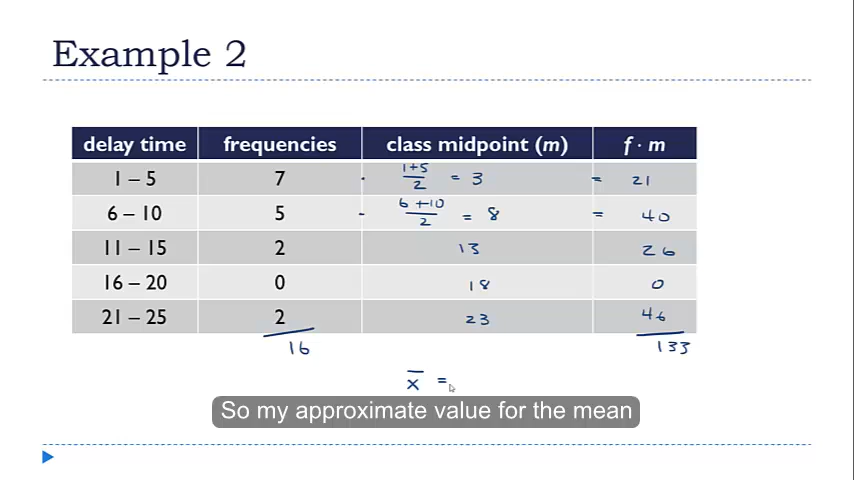 Example 2
delay time frequencies class midpoint (m) f · m
1 – 5 7 · 1+5/2 = 3 = 21
6 – 10 5 · 6+10/2 = 8 = 40
11 – 15 2 13 26
16 – 20 0 18 0
21 – 25 2 23 46
16 133
x̄ =
So my approximate value for the mean